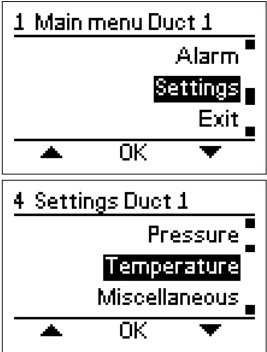 1 Main menu Duct 1
Alarm
Settings
Exit
OK
4 Settings Duct 1
Pressure
Temperature
Miscellaneous
OK